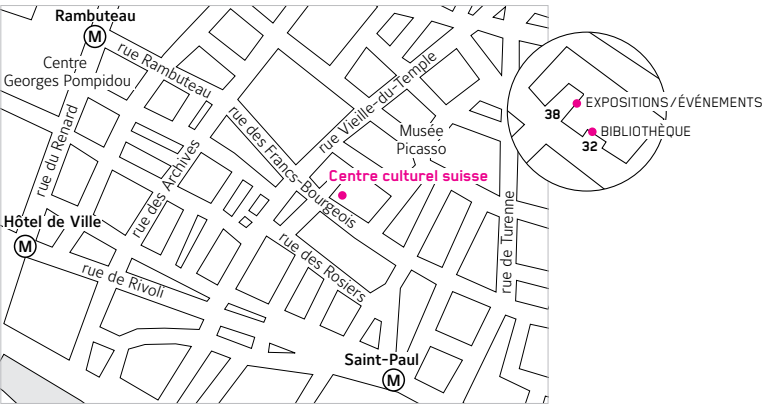 Rambuteau
M
rue Rambuteau
Centre
Georges Pompidou
rue du Renard
rue des Archives
rue des Francs-Bourgeois
rue Vieille-du-Temple
Musée
Picasso
Centre culturel suisse
rue de Turenne
Hôtel de Ville
M
rue de Rivoli
rue des Rosiers
Saint-Paul
M
EXPOSITIONS/ÉVÉNEMENTS
38
BIBLIOTHÈQUE
32